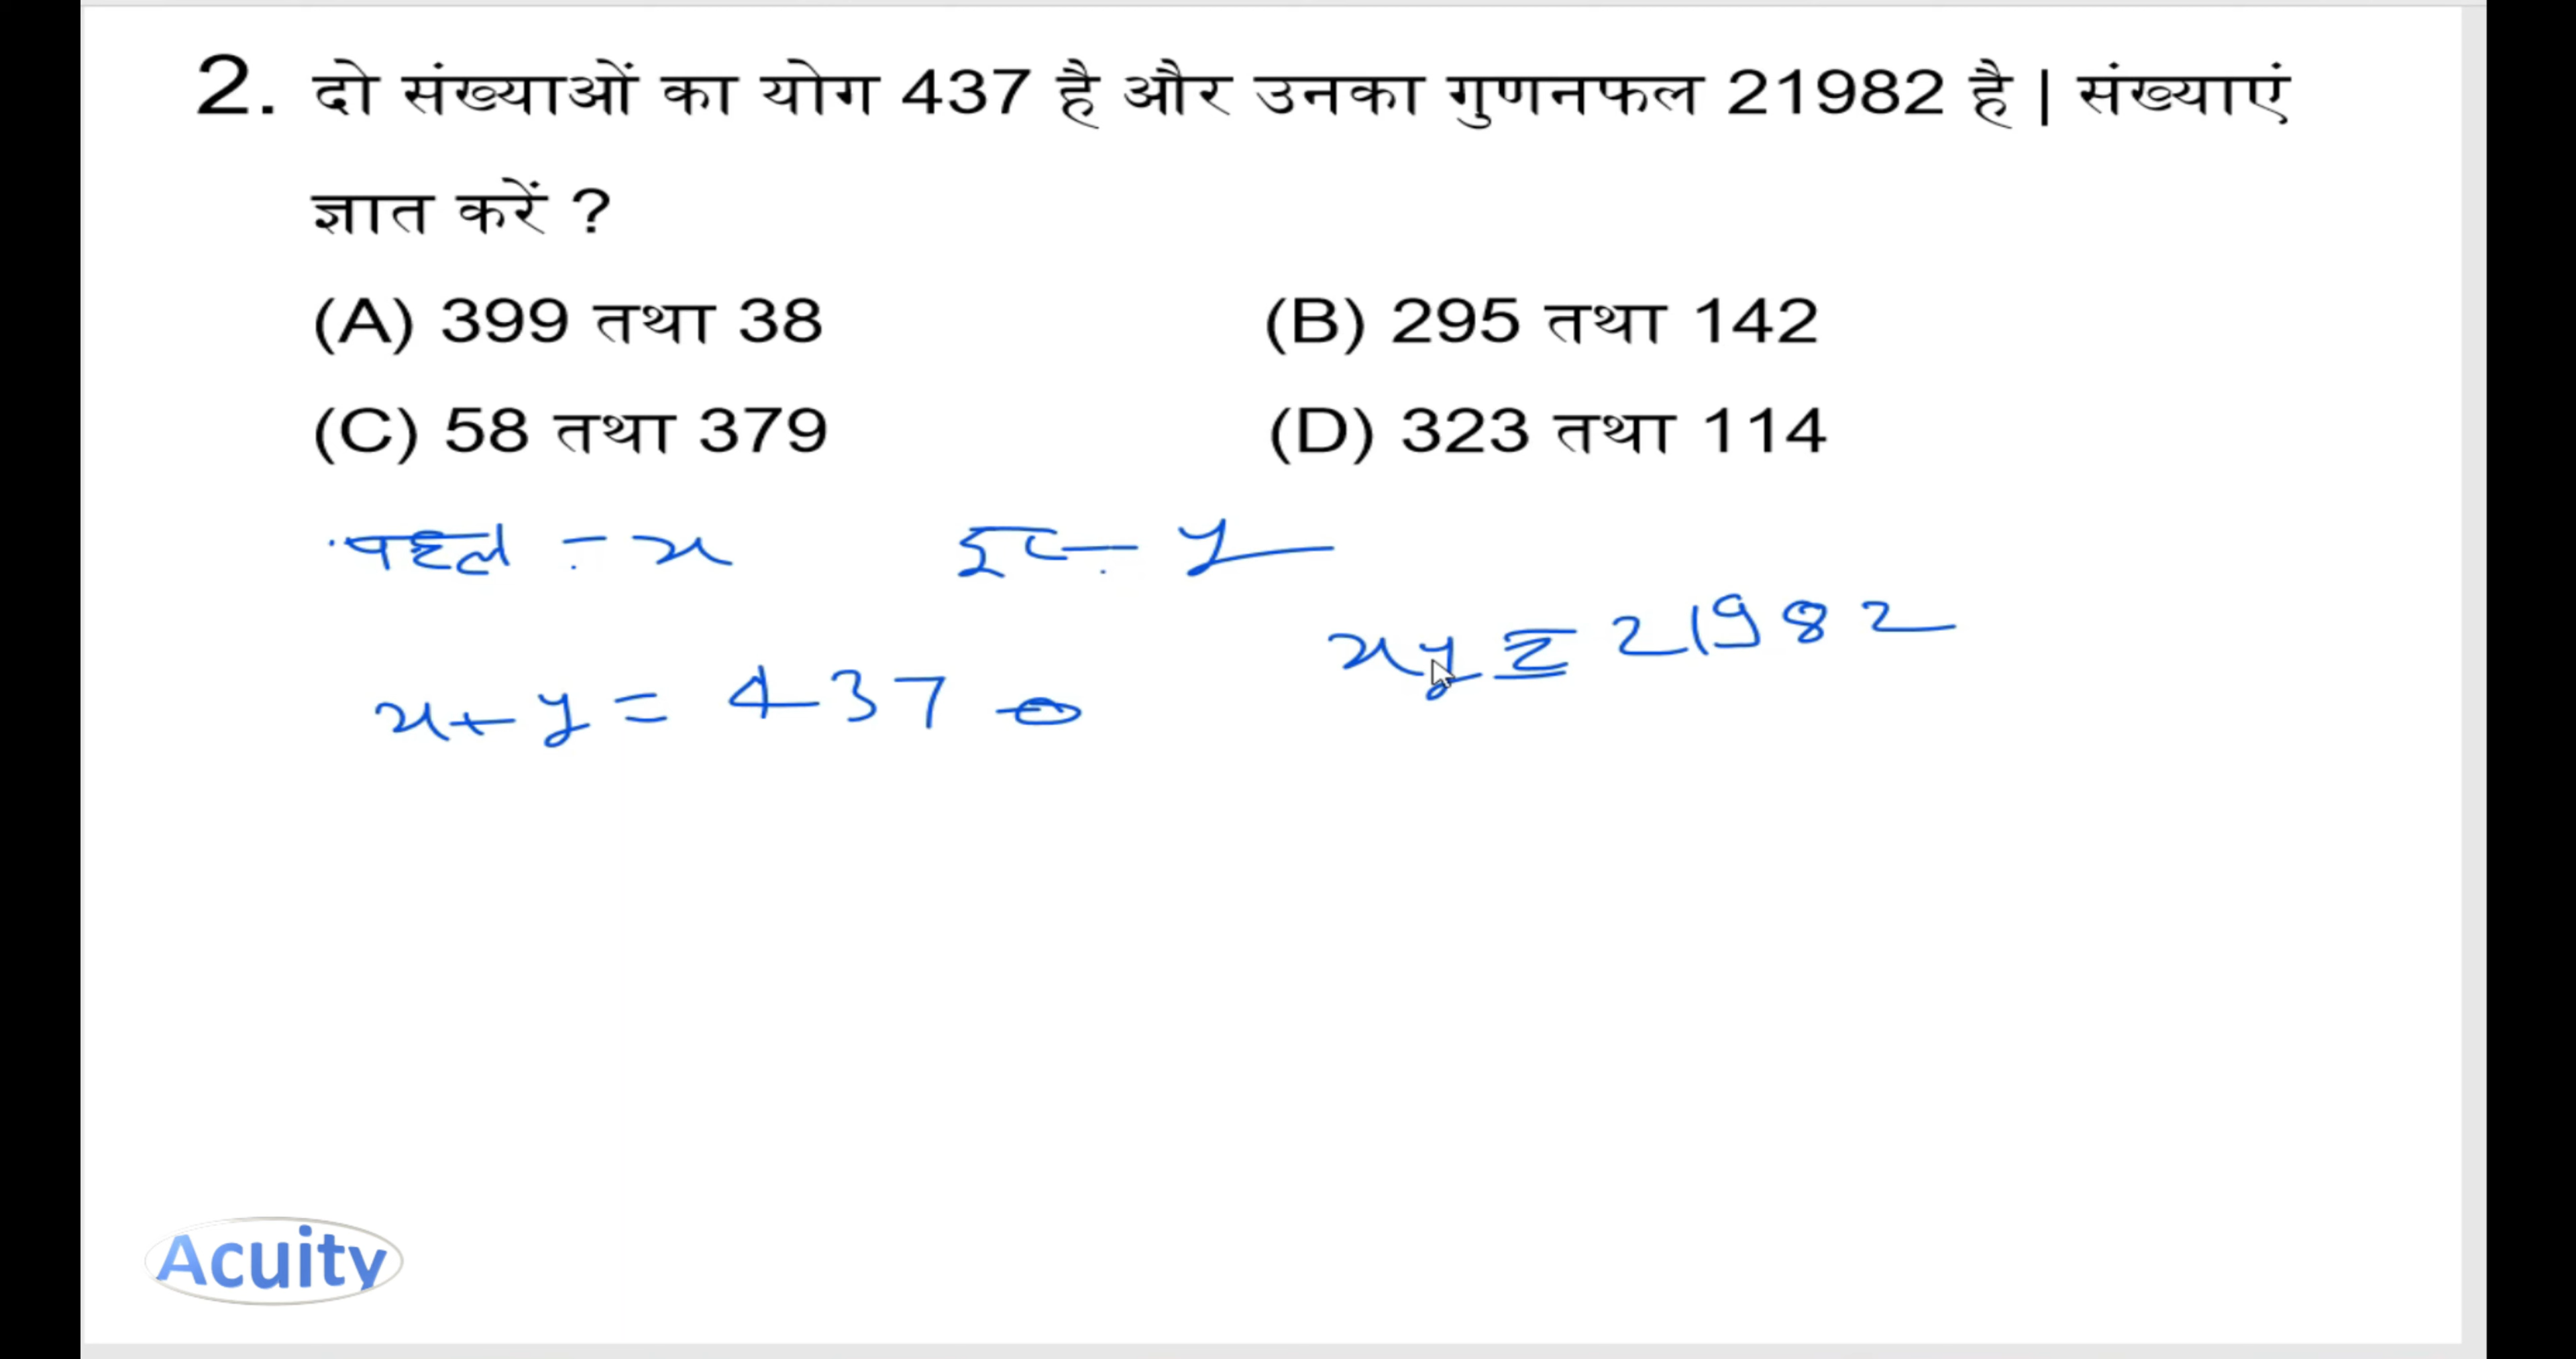 2. दो संख्याओं का योग 437 है और उनका गुणनफल 21982 है | संख्याएं
ज्ञात करें ?
(A) 399 तथा 38 (B) 295 तथा 142
(C) 58 तथा 379 (D) 323 तथा 114
x y
xy = 21982
x + y = 437
Acuity